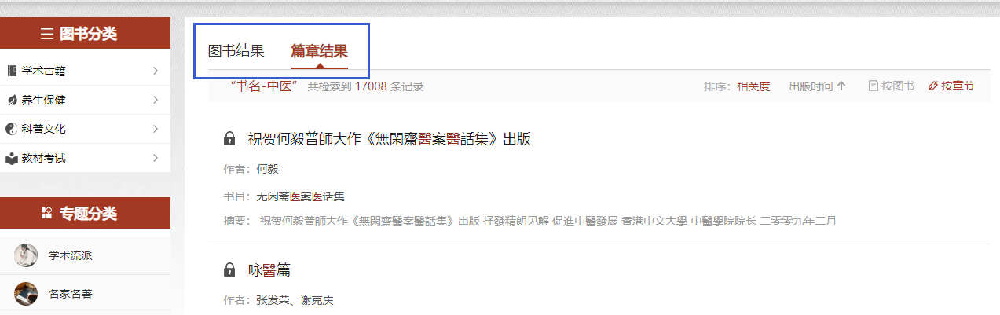 图书分类
学术古籍
养生保健
科普文化
教材考试
专题分类
学术流派
名家名著
图书结果 篇章结果
“书名-中医” 共检索到 17008 条记录 排序：相关度 出版时间 按图书 按章节
祝贺何毅普師大作《無閑齋醫案醫話集》出版
作者：何毅
书目：无闲斋医案医话集
摘要： 祝贺何毅普師大作《無閑齋醫案醫話集》出版 抒發精朗见解 促進中醫發展 香港中文大學 中醫學院院长 二零零九年二月
咏醫篇
作者：张发荣、谢克庆